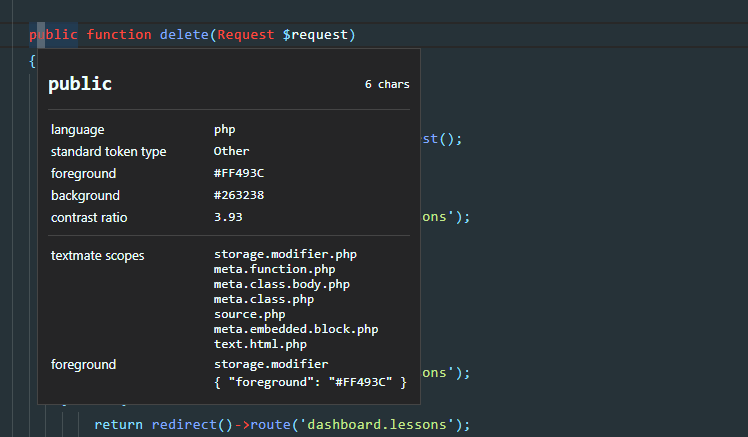 public function delete(Request $request)
{
public 6 chars
language php
standard token type Other
foreground #FF493C
background #263238
contrast ratio 3.93
textmate scopes storage.modifier.php
meta.function.php
meta.class.body.php
meta.class.php
source.php
meta.embedded.block.php
text.html.php
foreground storage.modifier
{ "foreground": "#FF493C" }
est();
ons');
ons');
return redirect()->route('dashboard.lessons');